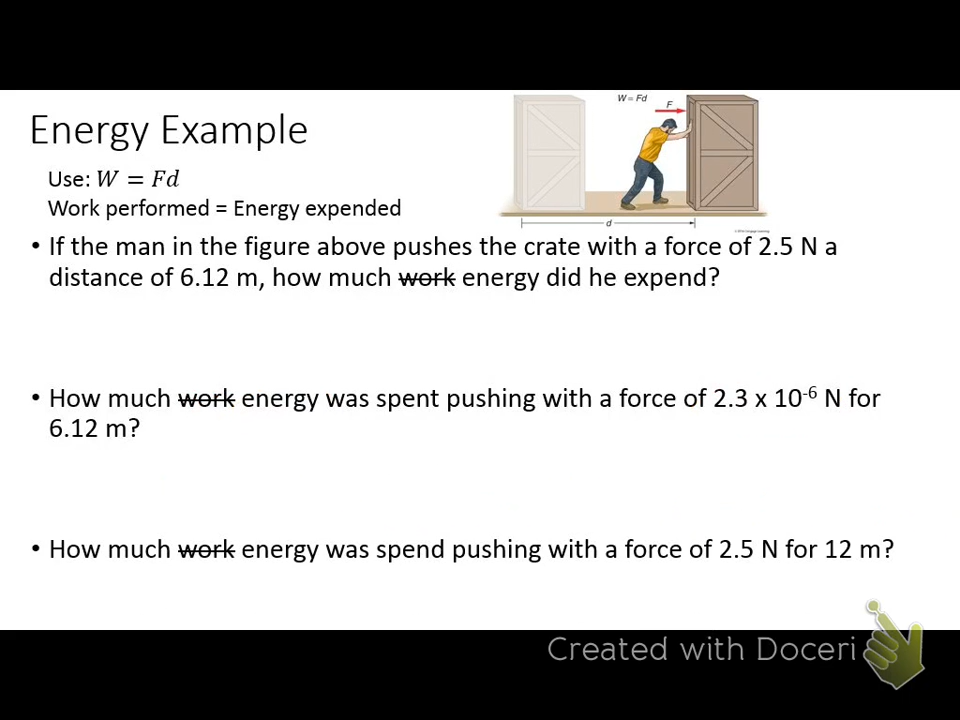 Energy Example
W = Fd
F
Use: 𝑊 = 𝐹𝑑
Work performed = Energy expended
d
• If the man in the figure above pushes the crate with a force of 2.5 N a
distance of 6.12 m, how much work energy did he expend?
• How much work energy was spent pushing with a force of 2.3 x 10⁻⁶ N for
6.12 m?
• How much work energy was spend pushing with a force of 2.5 N for 12 m?
Created with Doceri